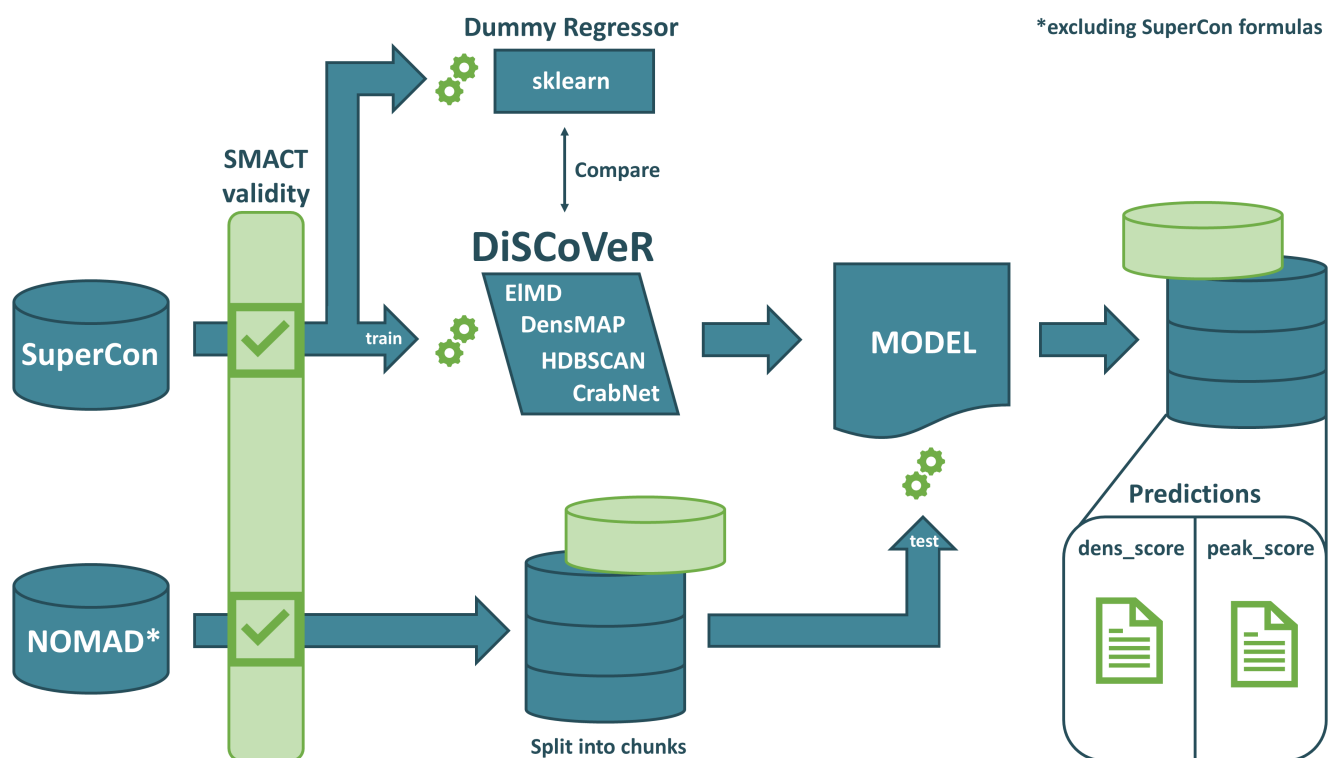 Dummy Regressor
*excluding SuperCon formulas
sklearn
SMACT
validity
Compare
DiSCoVeR
ElMD
DensMAP
HDBSCAN
CrabNet
SuperCon
train
MODEL
Predictions
dens_score
peak_score
test
NOMAD*
Split into chunks